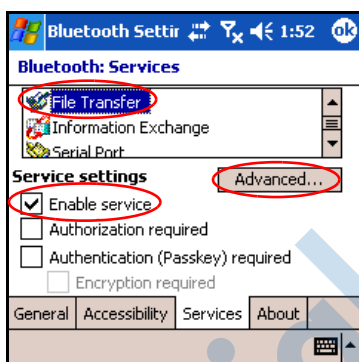 Bluetooth Settir 1:52 ok
Bluetooth: Services
File Transfer
Information Exchange
Serial Port
Service settings
Advanced...
Enable service
Authorization required
Authentication (Passkey) required
Encryption required
General Accessibility Services About